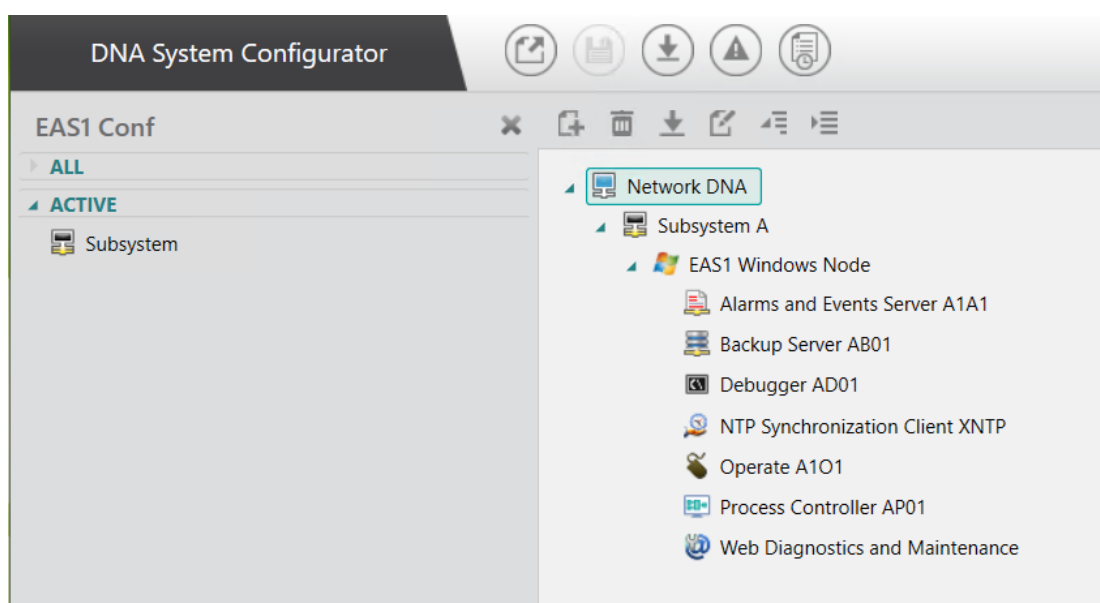 DNA System Configurator
EAS1 Conf
ALL
ACTIVE
Subsystem
Network DNA
Subsystem A
EAS1 Windows Node
Alarms and Events Server A1A1
Backup Server AB01
Debugger AD01
NTP Synchronization Client XNTP
Operate A1O1
Process Controller AP01
Web Diagnostics and Maintenance